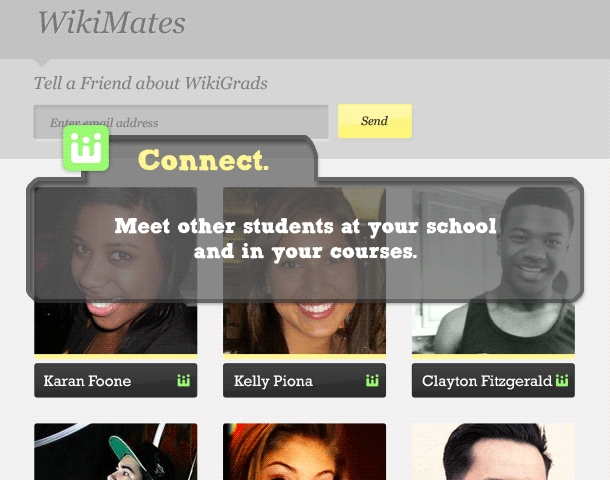 WikiMates
Tell a Friend about WikiGrads
Enter email address
Send
Connect.
Meet other students at your school
and in your courses.
Karan Foone
Kelly Piona
Clayton Fitzgerald